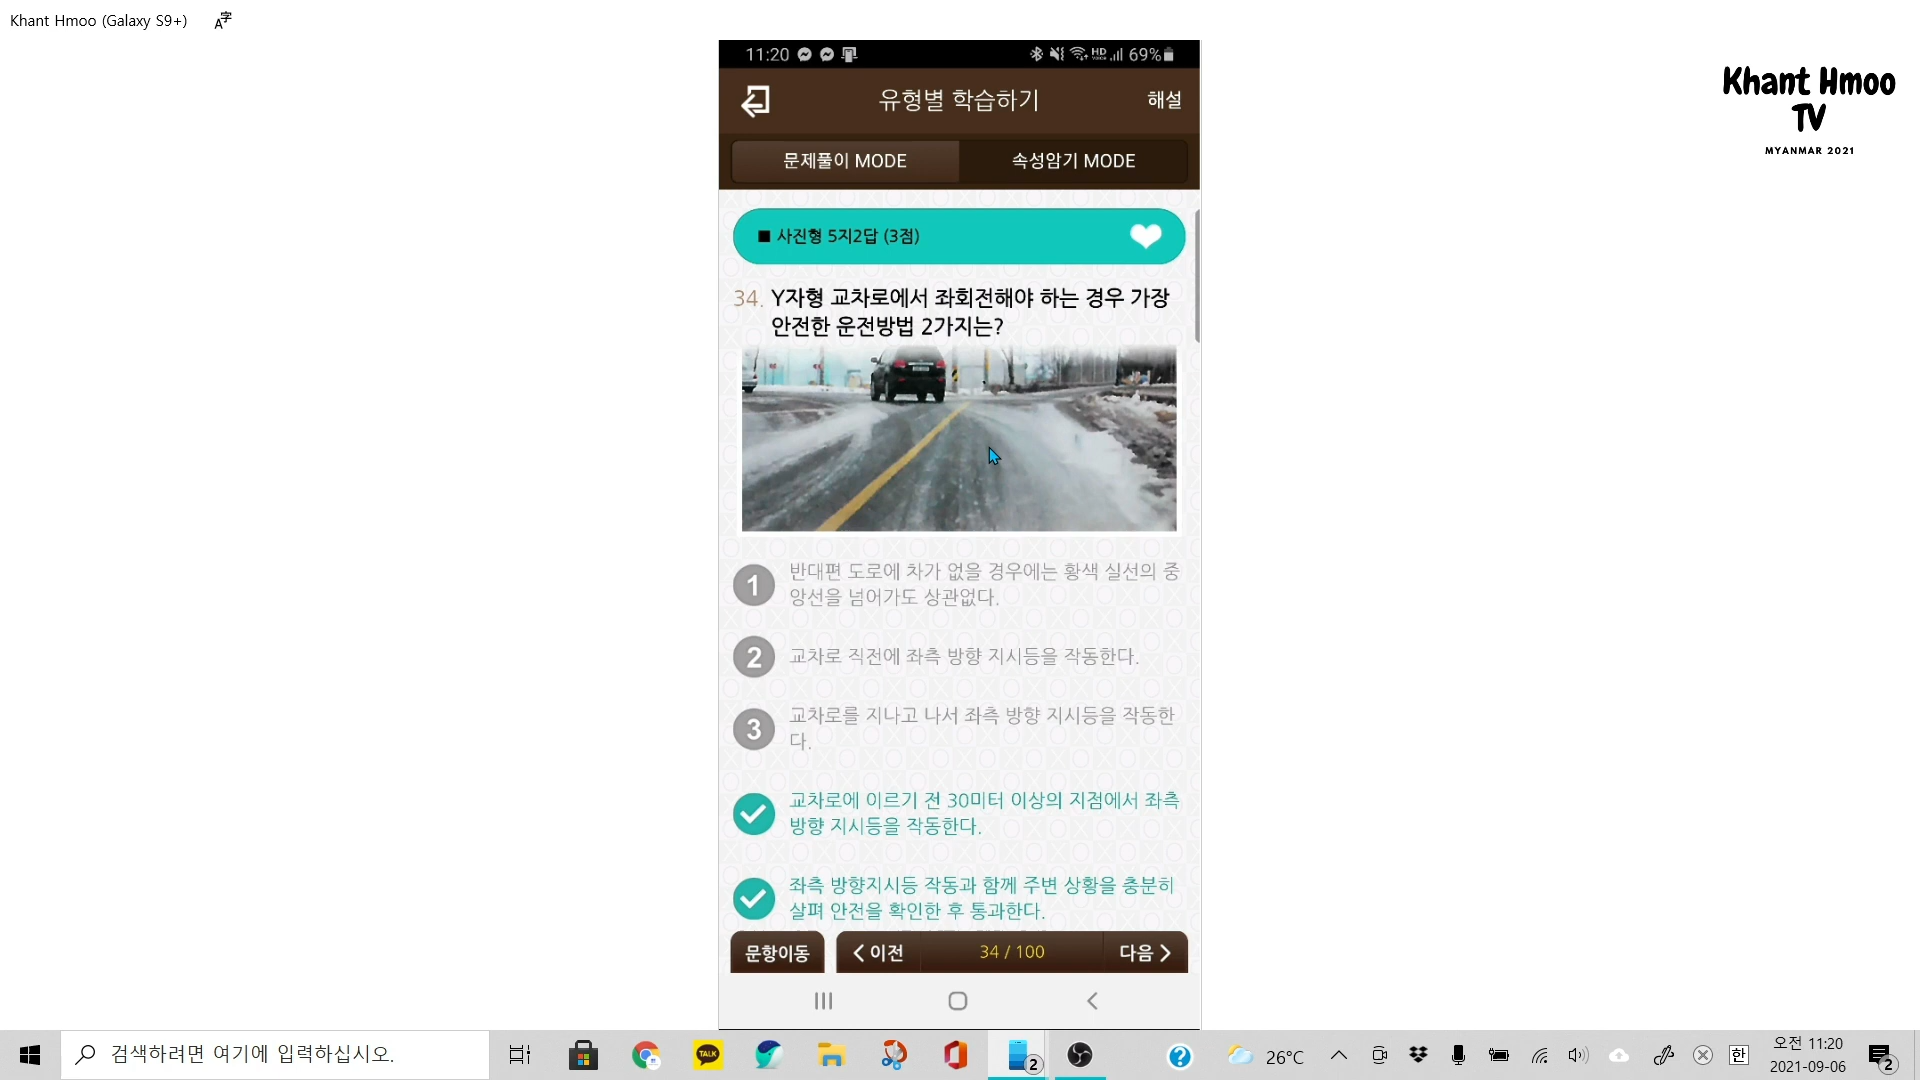 Khant Hmoo (Galaxy S9+)
Khant Hmoo
TV
MYANMAR 2021
11:20
69%
유형별 학습하기
해설
문제풀이 MODE
속성암기 MODE
■ 사진형 5지2답 (3점)
34. Y자형 교차로에서 좌회전해야 하는 경우 가장
안전한 운전방법 2가지는?
1 반대편 도로에 차가 없을 경우에는 황색 실선의 중
앙선을 넘어가도 상관없다.
2 교차로 직전에 좌측 방향 지시등을 작동한다.
3 교차로를 지나고 나서 좌측 방향 지시등을 작동한
다.
교차로에 이르기 전 30미터 이상의 지점에서 좌측
방향 지시등을 작동한다.
좌측 방향지시등 작동과 함께 주변 상황을 충분히
살펴 안전을 확인한 후 통과한다.
문항이동
이전
34 / 100
다음
검색하려면 여기에 입력하십시오.
TALK
2
26°C
한
오전 11:20
2021-09-06
2